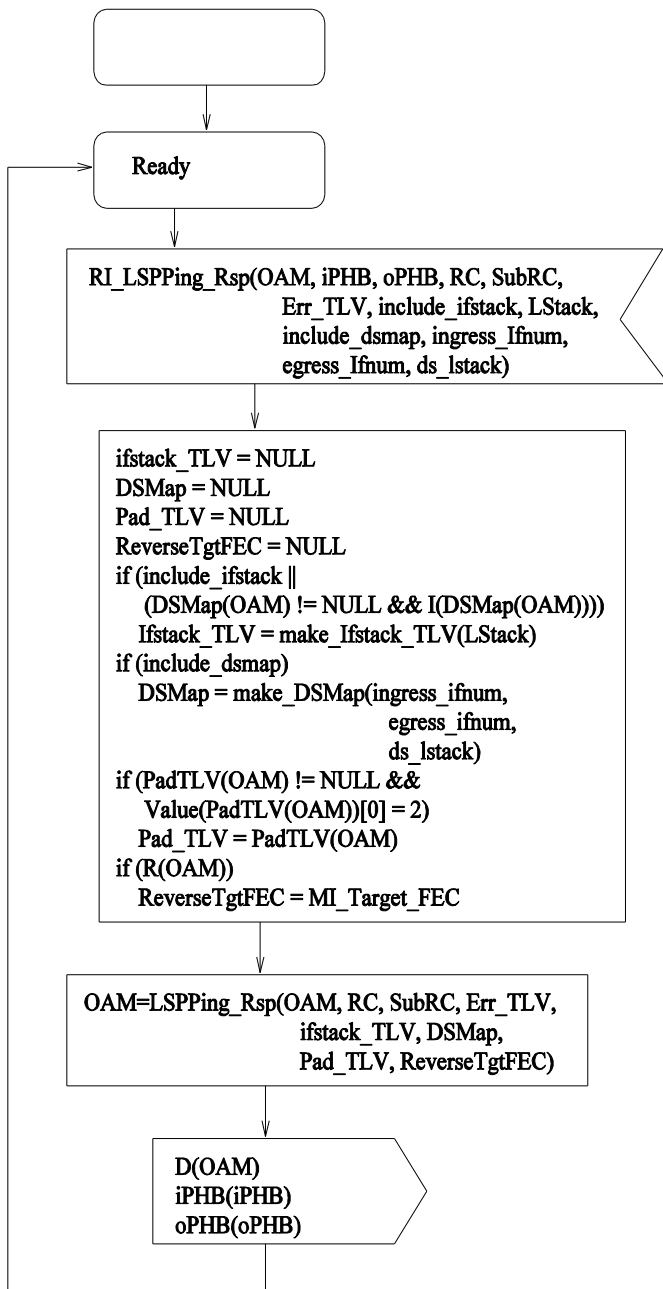 Ready
RI_LSPPing_Rsp(OAM, iPHB, oPHB, RC, SubRC,
Err_TLV, include_ifstack, LStack,
include_dsmap, ingress_Ifnum,
egress_Ifnum, ds_lstack)
ifstack_TLV = NULL
DSMap = NULL
Pad_TLV = NULL
ReverseTgtFEC = NULL
if (include_ifstack ||
(DSMap(OAM) != NULL && I(DSMap(OAM))))
Ifstack_TLV = make_Ifstack_TLV(LStack)
if (include_dsmap)
DSMap = make_DSMap(ingress_ifnum,
egress_ifnum,
ds_lstack)
if (PadTLV(OAM) != NULL &&
Value(PadTLV(OAM))[0] = 2)
Pad_TLV = PadTLV(OAM)
if (R(OAM))
ReverseTgtFEC = MI_Target_FEC
OAM=LSPPing_Rsp(OAM, RC, SubRC, Err_TLV,
ifstack_TLV, DSMap,
Pad_TLV, ReverseTgtFEC)
D(OAM)
iPHB(iPHB)
oPHB(oPHB)